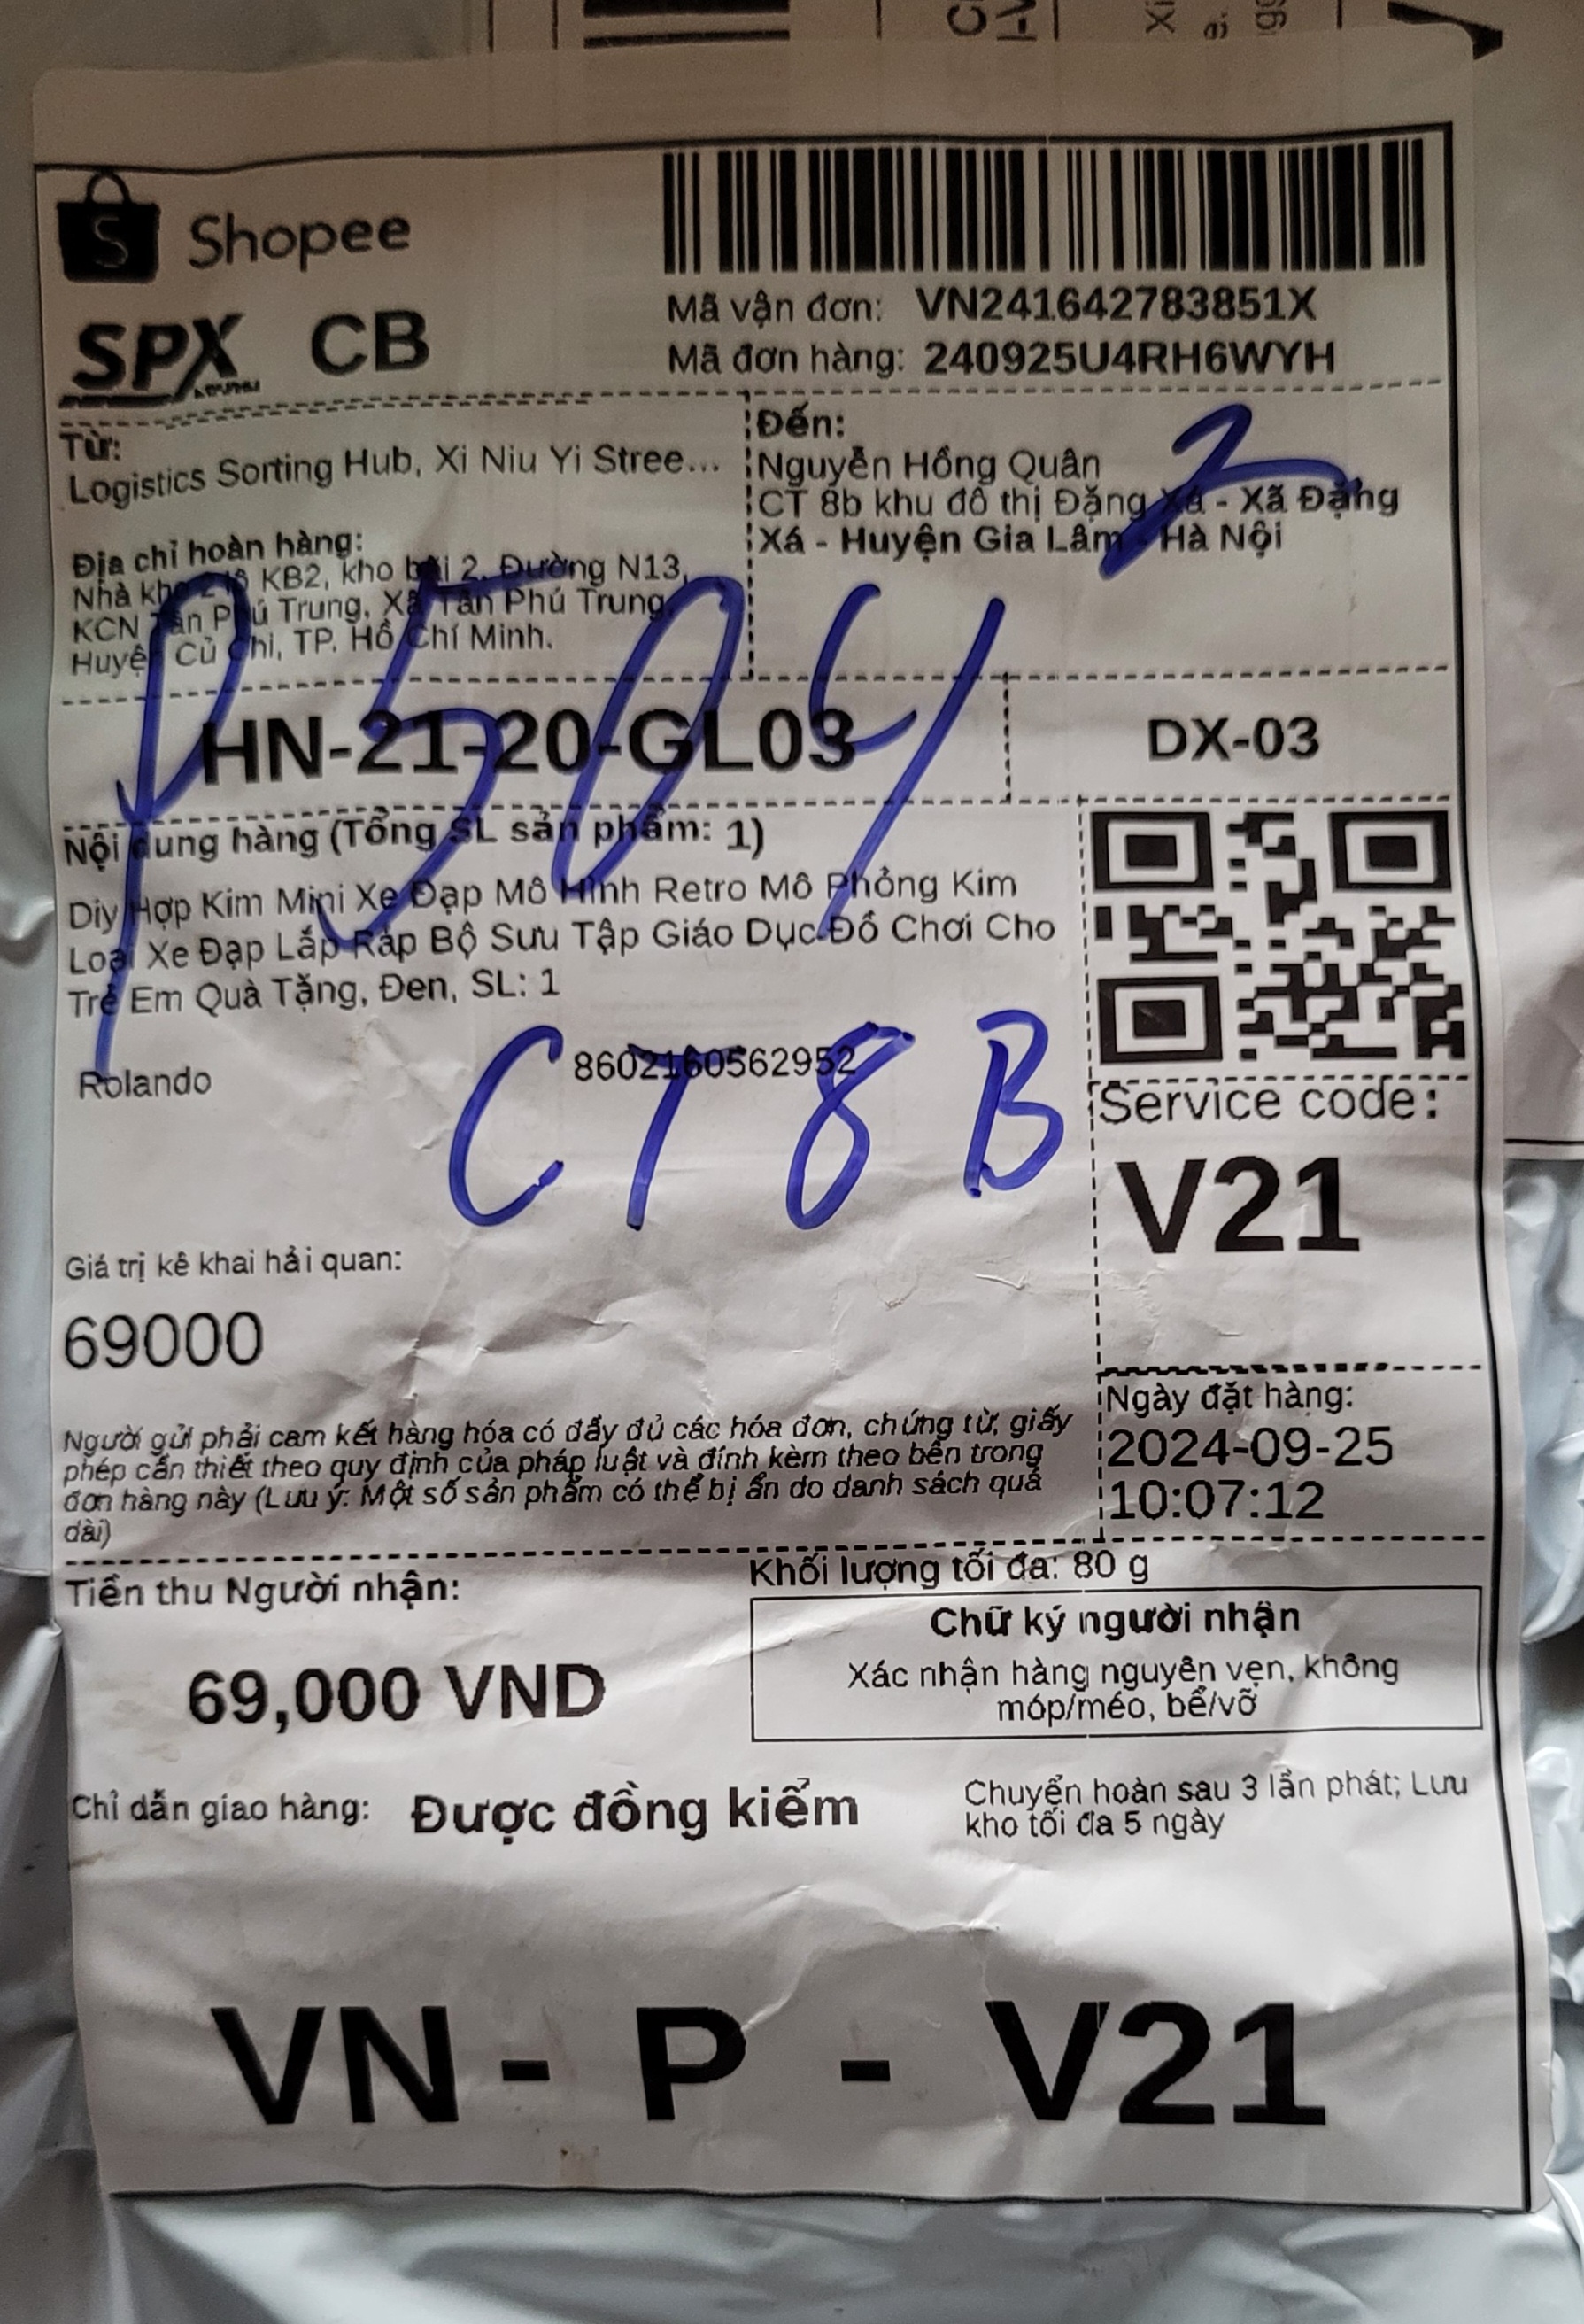 Shopee
SPX CB
Mã vận đơn: VN241642783851X
Mã đơn hàng: 240925U4RH6WYH
Từ:
Logistics Sorting Hub, Xi Niu Yi Stree...
Địa chỉ hoàn hàng:
Nhà kho 2 lô KB2, kho bãi 2, Đường N13,
KCN Tân Phú Trung, Xã Tân Phú Trung,
Huyện Củ Chi, TP. Hồ Chí Minh.
Đến:
Nguyễn Hồng Quân
CT 8b khu đô thị Đặng Xá - Xã Đặng
Xá - Huyện Gia Lâm - Hà Nội
2
P504
HN-21-20-GL03
DX-03
Nội dung hàng (Tổng SL sản phẩm: 1)
Diy Hợp Kim Mini Xe Đạp Mô Hình Retro Mô Phỏng Kim
Loại Xe Đạp Lắp Ráp Bộ Sưu Tập Giáo Dục Đồ Chơi Cho
Trẻ Em Quà Tặng, Đen, SL: 1
Rolando
8602160562952
CT8B
Service code:
V21
Giá trị kê khai hải quan:
69000
Người gửi phải cam kết hàng hóa có đầy đủ các hóa đơn, chứng từ, giấy
phép cần thiết theo quy định của pháp luật và đính kèm theo bên trong
đơn hàng này (Lưu ý: Một số sản phẩm có thể bị ẩn do danh sách quá
dài)
Ngày đặt hàng:
2024-09-25
10:07:12
Tiền thu Người nhận:
69,000 VND
Khối lượng tối đa: 80 g
Chữ ký người nhận
Xác nhận hàng nguyên vẹn, không
móp/méo, bể/vỡ
Chỉ dẫn giao hàng: Được đồng kiểm
Chuyển hoàn sau 3 lần phát; Lưu
kho tối đa 5 ngày
VN - P - V21